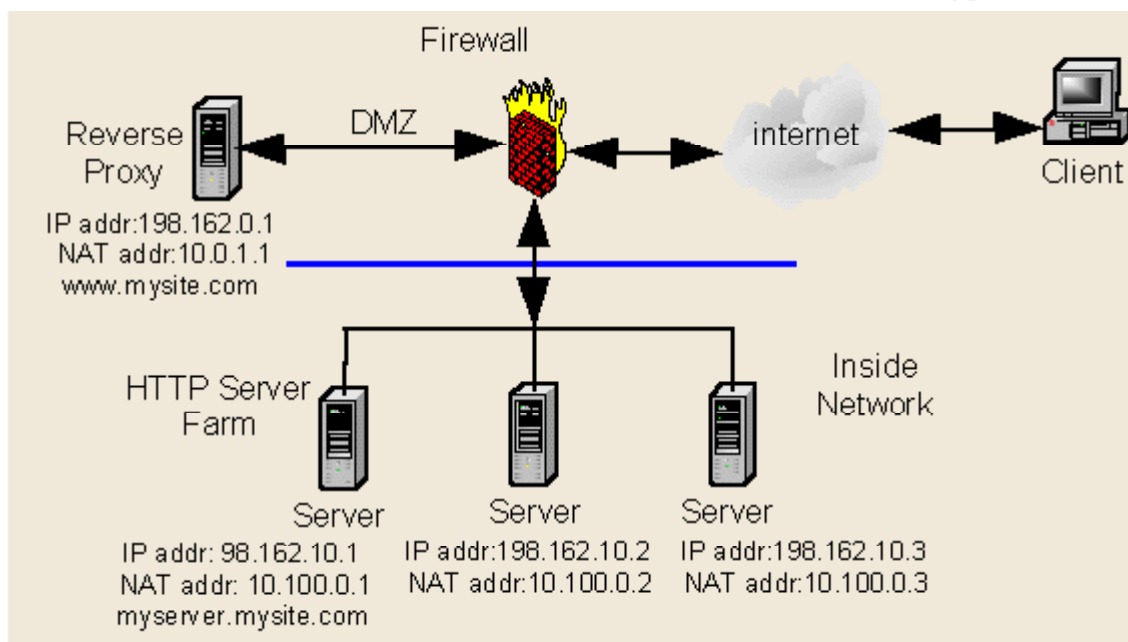 Firewall
DMZ
internet
Reverse
Proxy
Client
IP addr:198.162.0.1
NAT addr:10.0.1.1
www.mysite.com
HTTP Server
Farm
Inside
Network
Server
IP addr: 98.162.10.1
NAT addr: 10.100.0.1
myserver.mysite.com
Server
IP addr:198.162.10.2
NAT addr:10.100.0.2
Server
IP addr:198.162.10.3
NAT addr:10.100.0.3